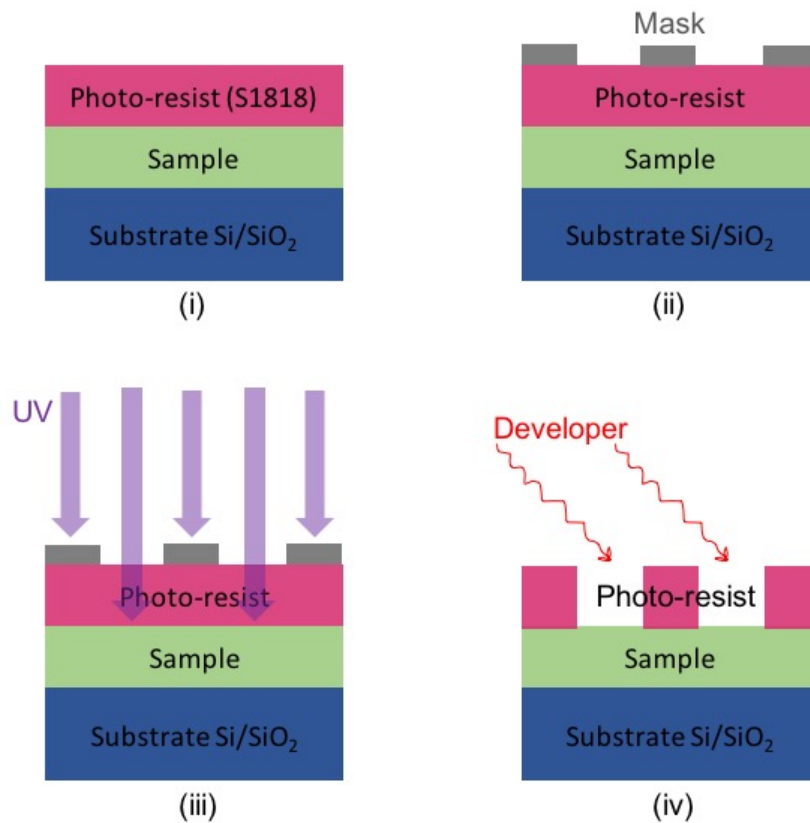 Photo-resist (S1818)
Sample
Substrate Si/SiO₂
(i)
Mask
Photo-resist
Sample
Substrate Si/SiO₂
(ii)
UV
Photo-resist
Sample
Substrate Si/SiO₂
(iii)
Developer
Photo-resist
Sample
Substrate Si/SiO₂
(iv)